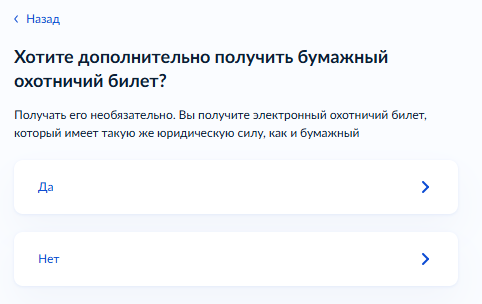 Назад
Хотите дополнительно получить бумажный
охотничий билет?
Получать его необязательно. Вы получите электронный охотничий билет,
который имеет такую же юридическую силу, как и бумажный
Да
Нет